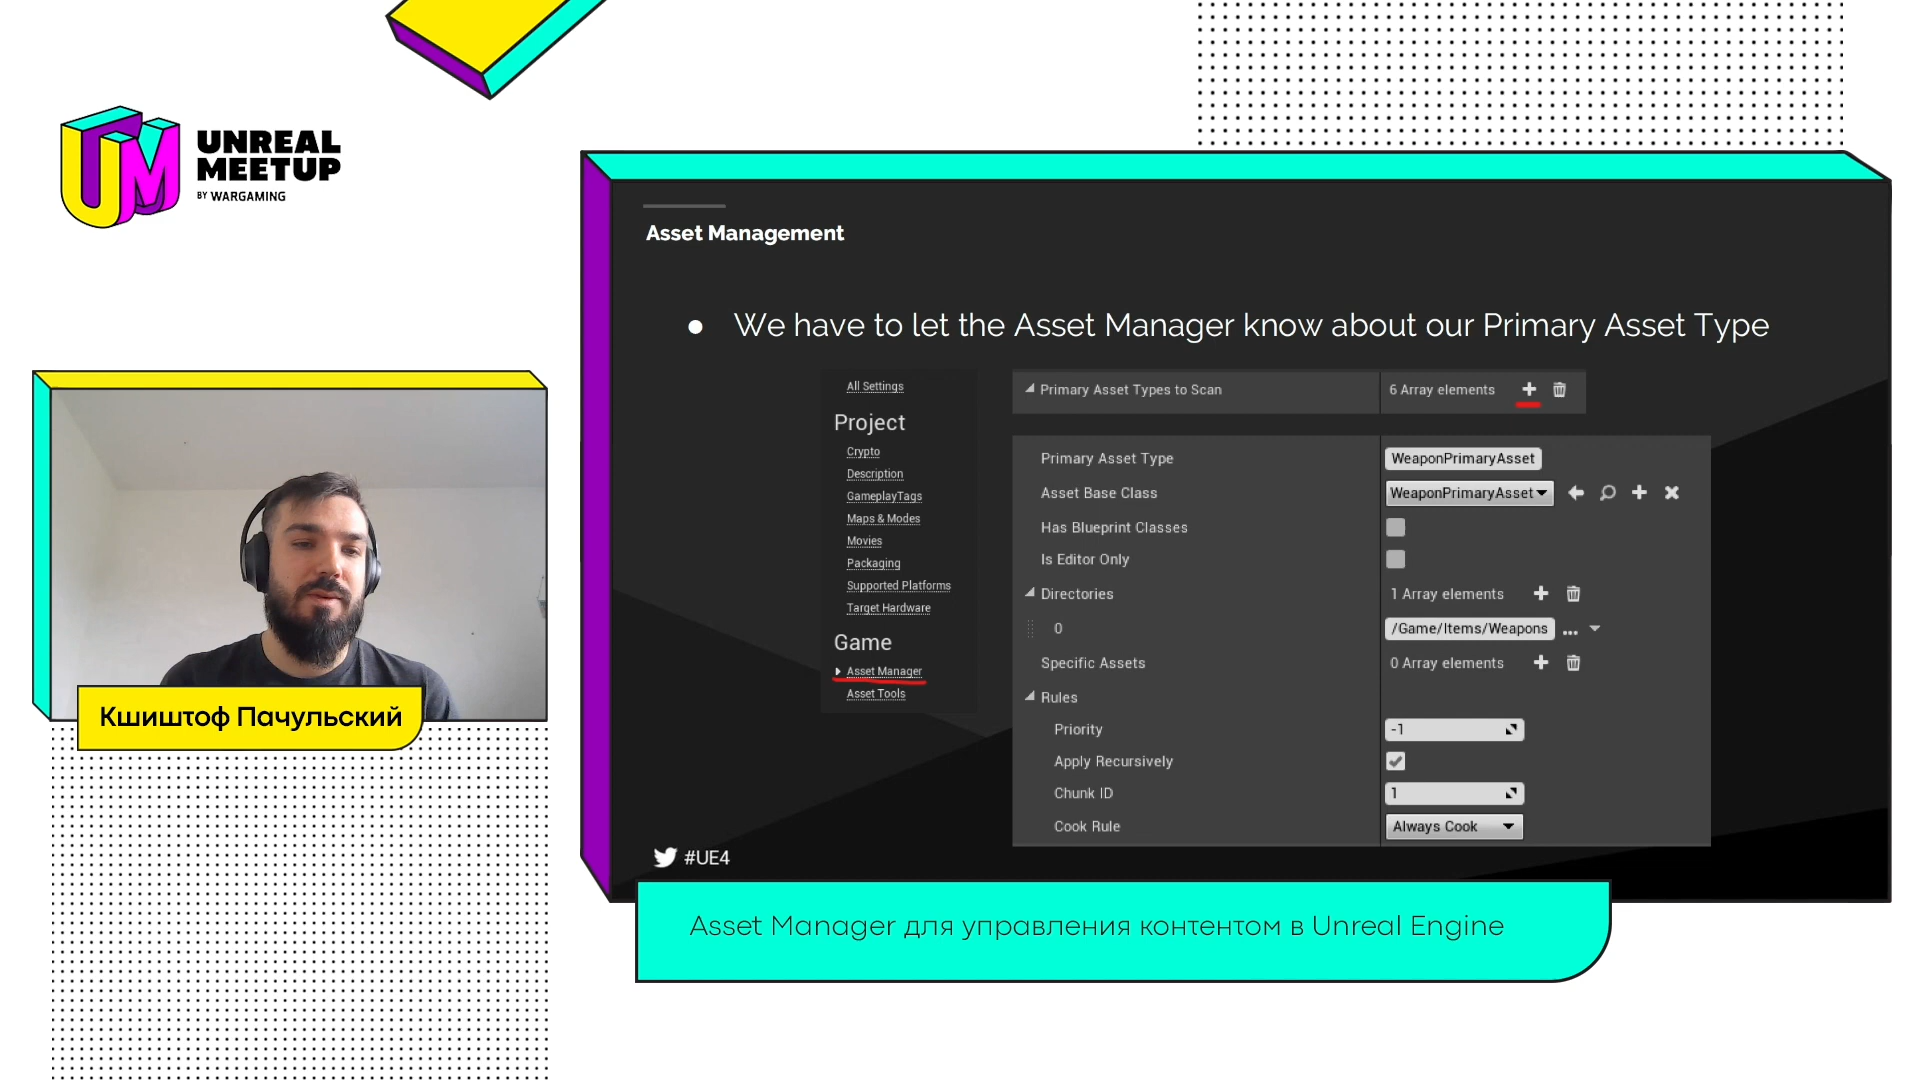 UM
UNREAL
MEETUP
BY WARGAMING
Asset Management
● We have to let the Asset Manager know about our Primary Asset Type
All Settings
Project
Crypto
Description
GameplayTags
Maps & Modes
Movies
Packaging
Supported Platforms
Target Hardware
Game
Asset Manager
Asset Tools
Primary Asset Types to Scan 6 Array elements
Primary Asset Type WeaponPrimaryAsset
Asset Base Class WeaponPrimaryAsset
Has Blueprint Classes
Is Editor Only
Directories 1 Array elements
0 /Game/Items/Weapons ...
Specific Assets 0 Array elements
Rules
Priority -1
Apply Recursively
Chunk ID 1
Cook Rule Always Cook
#UE4
Кшиштоф Пачульский
Asset Manager для управления контентом в Unreal Engine